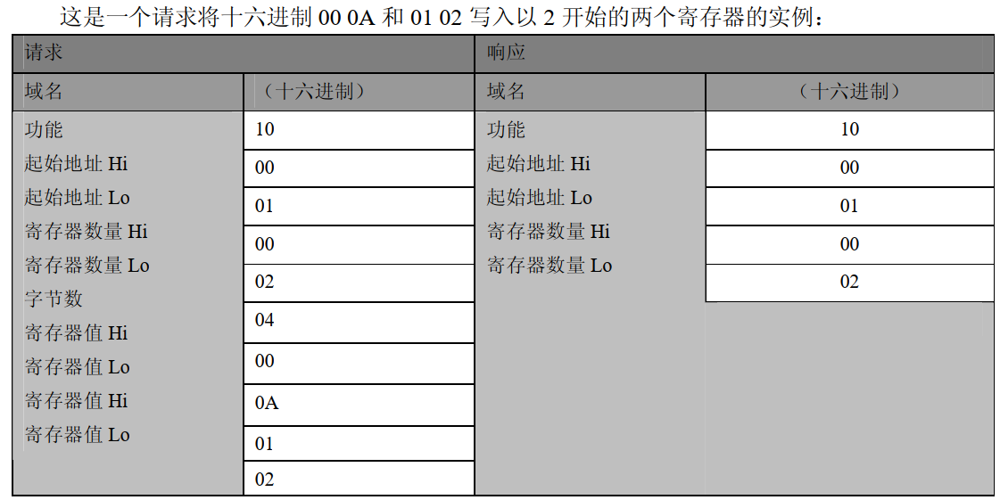 这是一个请求将十六进制 00 0A 和 01 02 写入以 2 开始的两个寄存器的实例：
请求 响应
域名 （十六进制） 域名 （十六进制）
功能 10 功能 10
起始地址 Hi 00 起始地址 Hi 00
起始地址 Lo 01 起始地址 Lo 01
寄存器数量 Hi 00 寄存器数量 Hi 00
寄存器数量 Lo 02 寄存器数量 Lo 02
字节数 04
寄存器值 Hi 00
寄存器值 Lo 0A
寄存器值 Hi 01
寄存器值 Lo 02